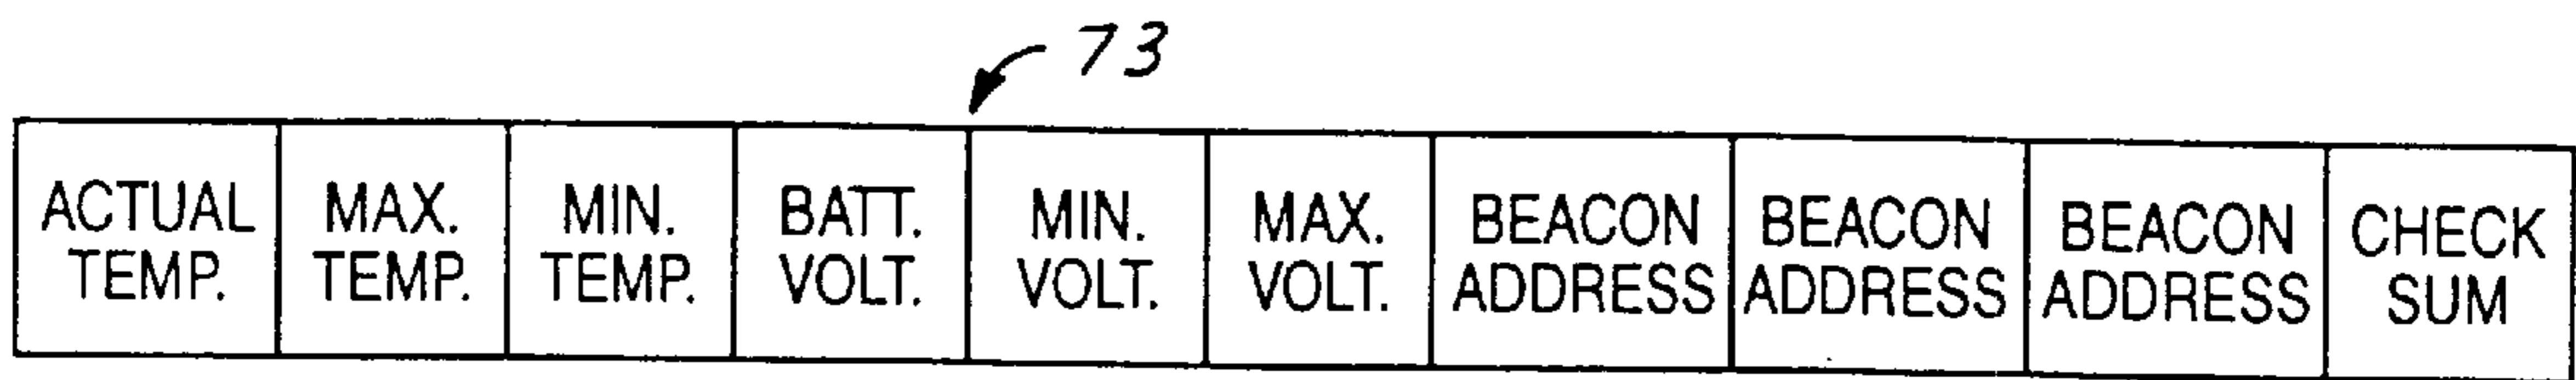 73
ACTUAL TEMP.
MAX. TEMP.
MIN. TEMP.
BATT. VOLT.
MIN. VOLT.
MAX. VOLT.
BEACON ADDRESS
BEACON ADDRESS
BEACON ADDRESS
CHECK SUM